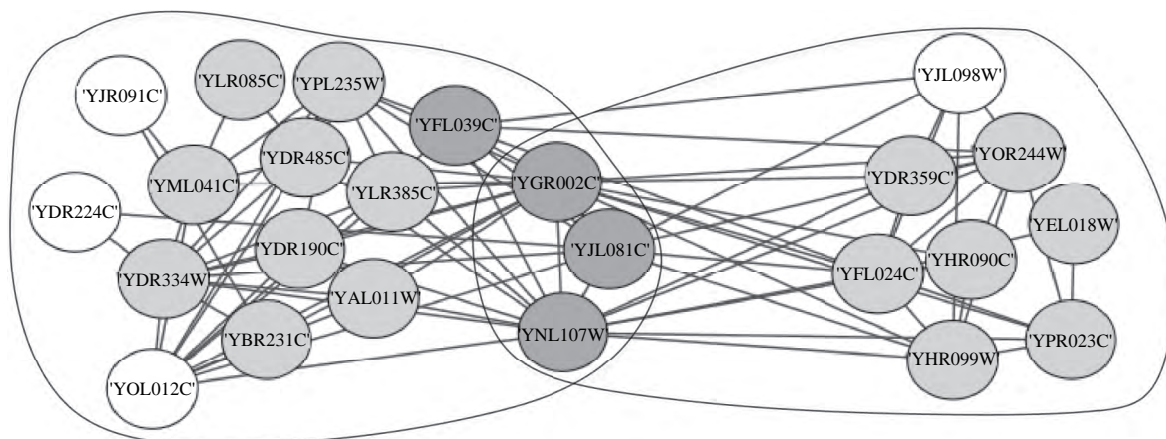 'YJR091C'
'YLR085C'
'YPL235W'
'YFL039C'
'YJL098W'
'YDR485C'
'YML041C'
'YLR385C'
'YGR002C'
'YDR359C'
'YOR244W'
'YDR224C'
'YDR190C'
'YJL081C'
'YEL018W'
'YDR334W'
'YAL011W'
'YFL024C'
'YHR090C'
'YBR231C'
'YNL107W'
'YHR099W'
'YPR023C'
'YOL012C'